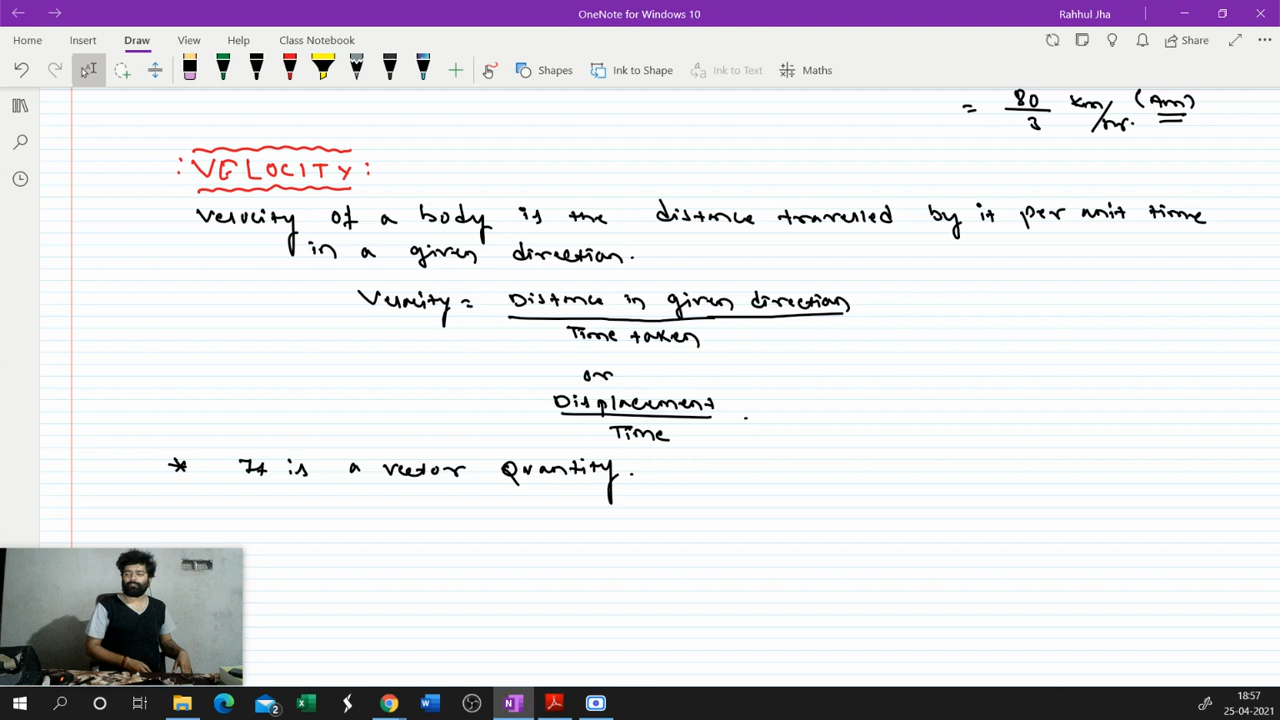 OneNote for Windows 10
Rahhul Jha
Home Insert Draw View Help Class Notebook
Share
Shapes Ink to Shape Ink to Text Maths
= 80/3 Km/hr. (Ans)
: VELOCITY :
Velocity of a body is the distance travelled by it per unit time
in a given direction.
Velocity = Distance in given direction
Time taken
or
Displacement
Time
* It is a vector Quantity.
2
18:57
25-04-2021